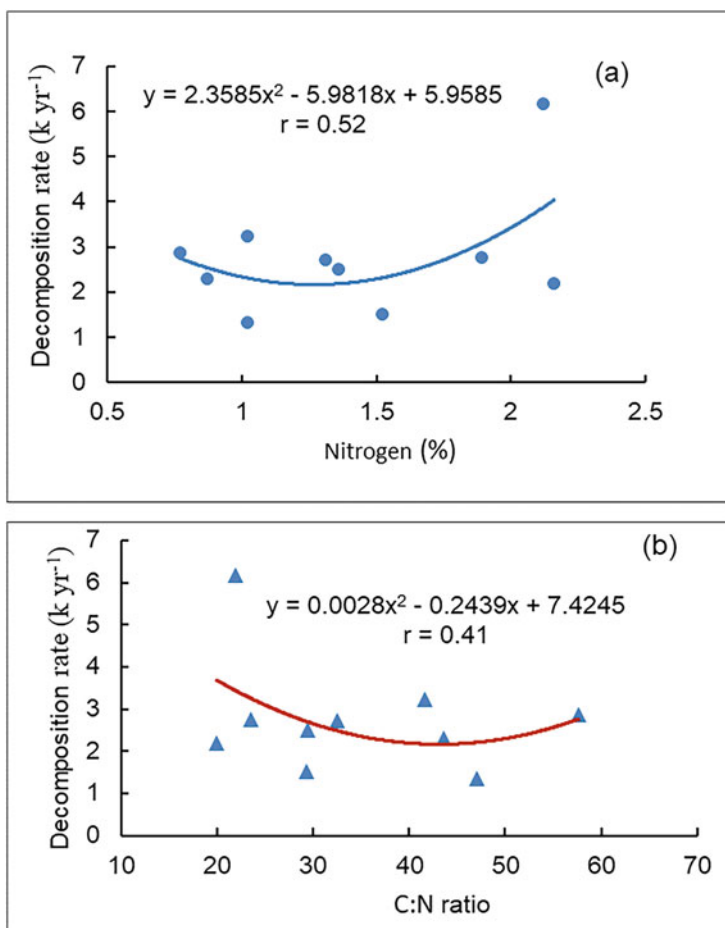 (a)
y = 2.3585x² - 5.9818x + 5.9585
r = 0.52
Decomposition rate (k yr⁻¹)
7
6
5
4
3
2
1
0
0.5 1 1.5 2 2.5
Nitrogen (%)
(b)
y = 0.0028x² - 0.2439x + 7.4245
r = 0.41
Decomposition rate (k yr⁻¹)
7
6
5
4
3
2
1
0
10 20 30 40 50 60 70
C:N ratio